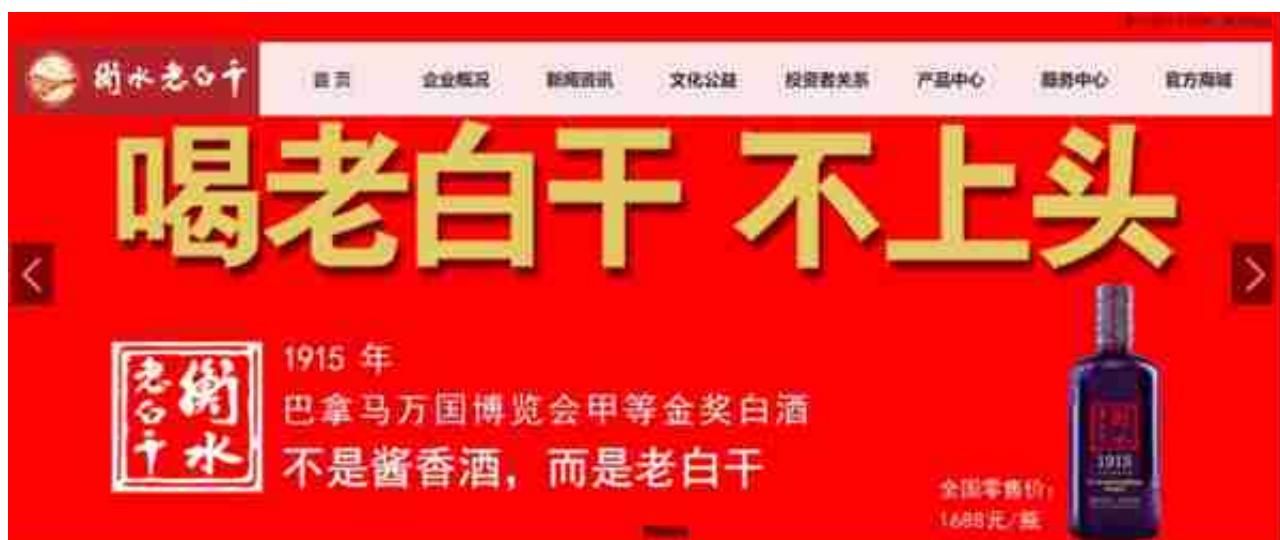 衡水老白干
首页 企业概况 新闻资讯 文化公益 投资者关系 产品中心 服务中心 官方商城
喝老白干 不上头
衡水
老白干
1915 年
巴拿马万国博览会甲等金奖白酒
不是酱香酒，而是老白干
1915
全国零售价：
1688元/瓶